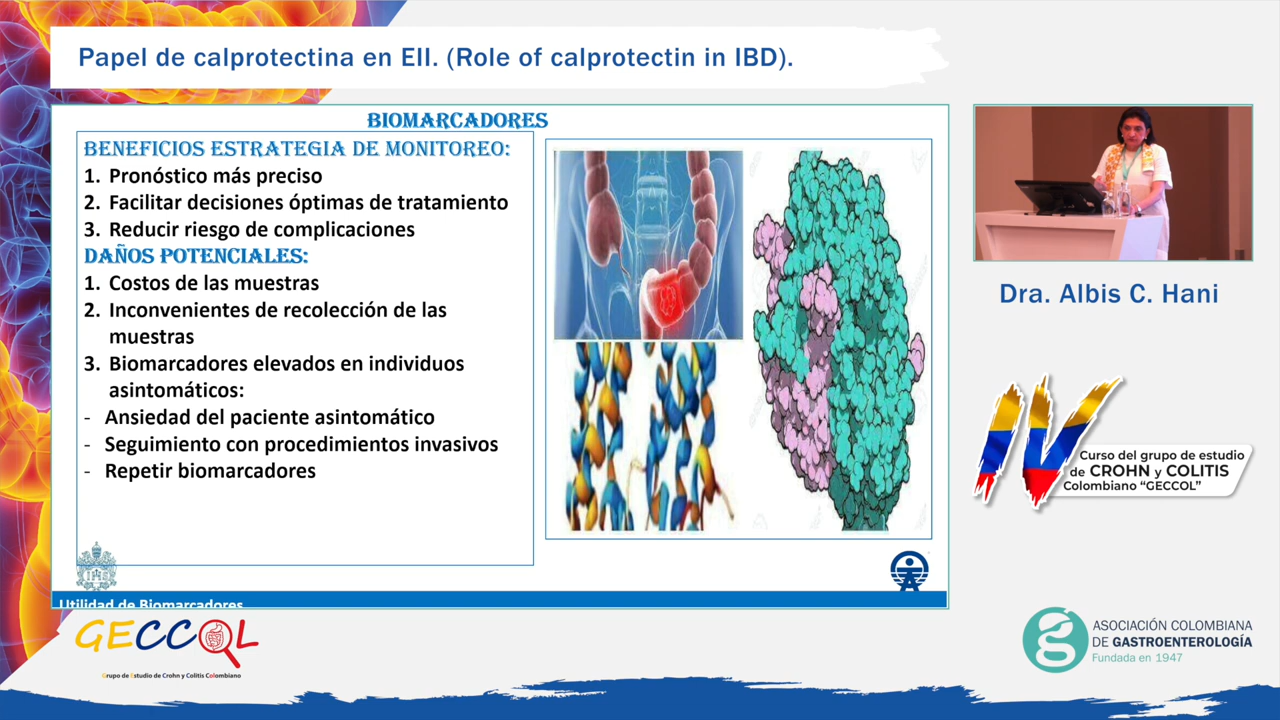 Papel de calprotectina en EII. (Role of calprotectin in IBD).
BIOMARCADORES
BENEFICIOS ESTRATEGIA DE MONITOREO:
1. Pronóstico más preciso
2. Facilitar decisiones óptimas de tratamiento
3. Reducir riesgo de complicaciones
DAÑOS POTENCIALES:
1. Costos de las muestras
2. Inconvenientes de recolección de las
muestras
3. Biomarcadores elevados en individuos
asintomáticos:
- Ansiedad del paciente asintomático
- Seguimiento con procedimientos invasivos
- Repetir biomarcadores
IHS
Utilidad de Biomarcadores
Dra. Albis C. Hani
IV
Curso del grupo de estudio
de CROHN y COLITIS
Colombiano “GECCOL”
GECCOL
Grupo de Estudio de Crohn y Colitis Colombiano
ASOCIACIÓN COLOMBIANA
DE GASTROENTEROLOGÍA
Fundada en 1947